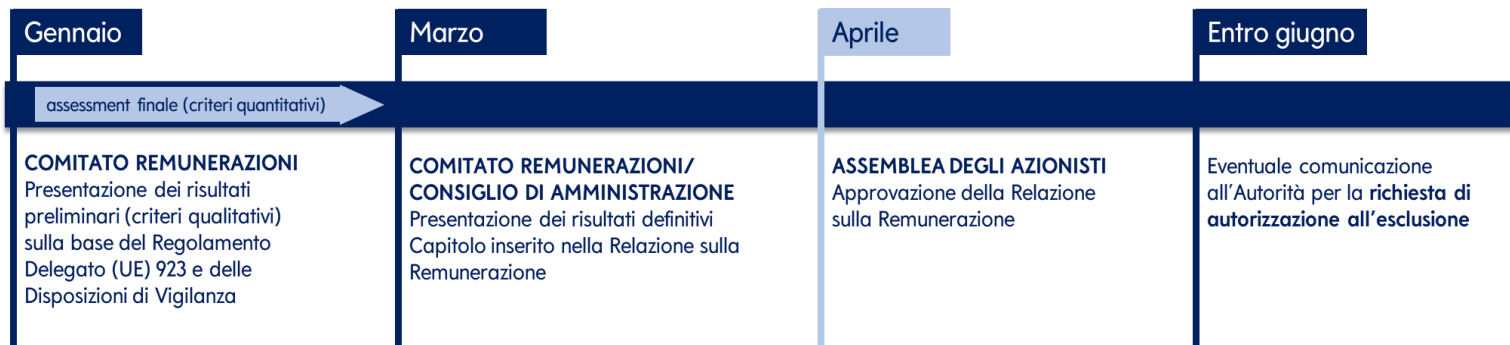 Gennaio
Marzo
Aprile
Entro giugno
assessment finale (criteri quantitativi)
COMITATO REMUNERAZIONI
Presentazione dei risultati
preliminari (criteri qualitativi)
sulla base del Regolamento
Delegato (UE) 923 e delle
Disposizioni di Vigilanza
COMITATO REMUNERAZIONI/
CONSIGLIO DI AMMINISTRAZIONE
Presentazione dei risultati definitivi
Capitolo inserito nella Relazione sulla
Remunerazione
ASSEMBLEA DEGLI AZIONISTI
Approvazione della Relazione
sulla Remunerazione
Eventuale comunicazione
all'Autorità per la richiesta di
autorizzazione all'esclusione